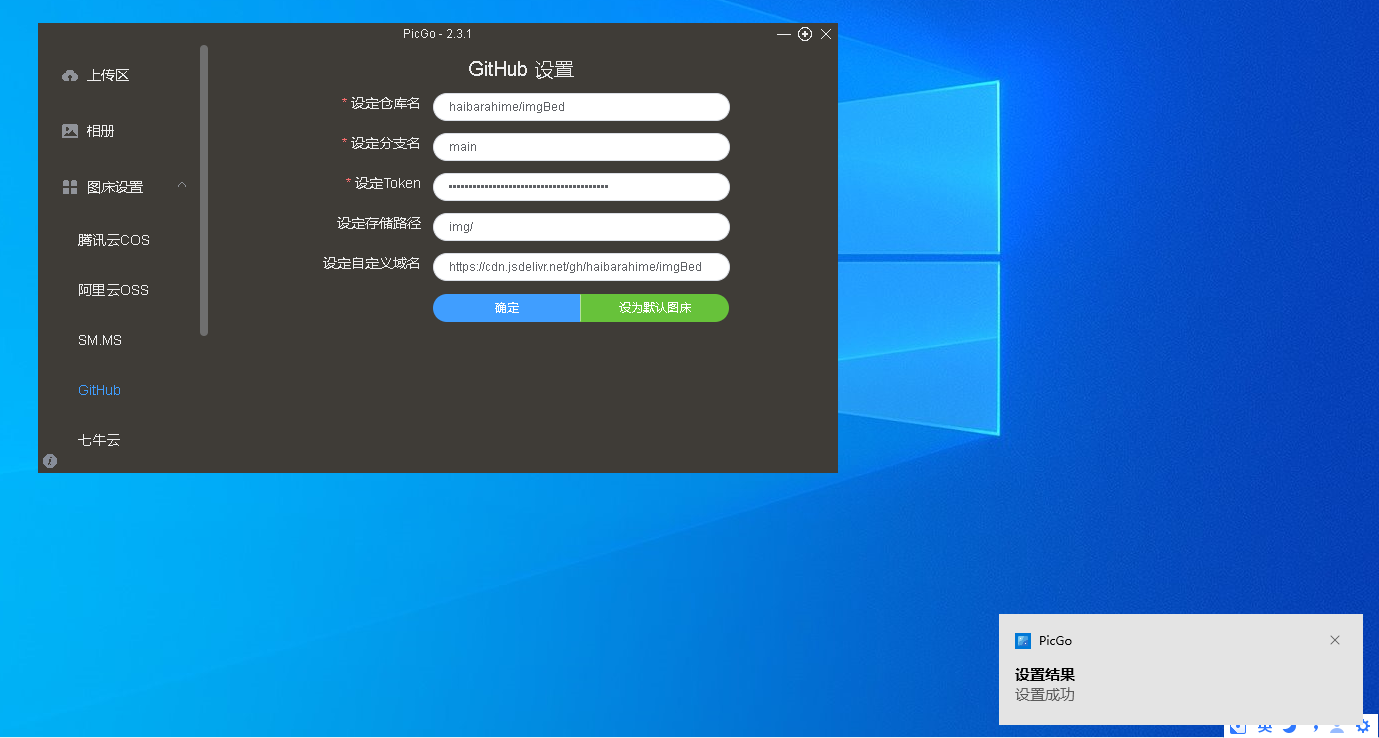 PicGo - 2.3.1
上传区
相册
图床设置
腾讯云COS
阿里云OSS
SM.MS
GitHub
七牛云
GitHub 设置
* 设定仓库名 haibarahime/imgBed
* 设定分支名 main
* 设定Token ••••••••••••••••••••••••••••••••••••••••
设定存储路径 img/
设定自定义域名 https://cdn.jsdelivr.net/gh/haibarahime/imgBed
确定 设为默认图床
PicGo
设置结果
设置成功
英